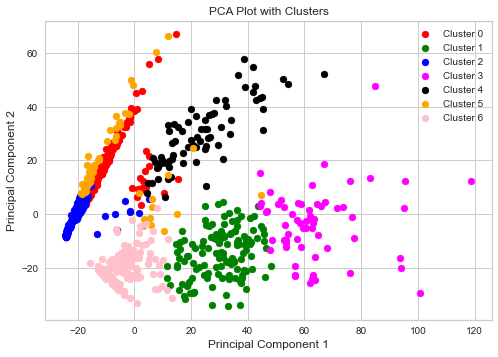 PCA Plot with Clusters
Cluster 0
Cluster 1
Cluster 2
Cluster 3
Cluster 4
Cluster 5
Cluster 6
Principal Component 2
60
40
20
0
−20
−20
0
20
40
60
80
100
120
Principal Component 1